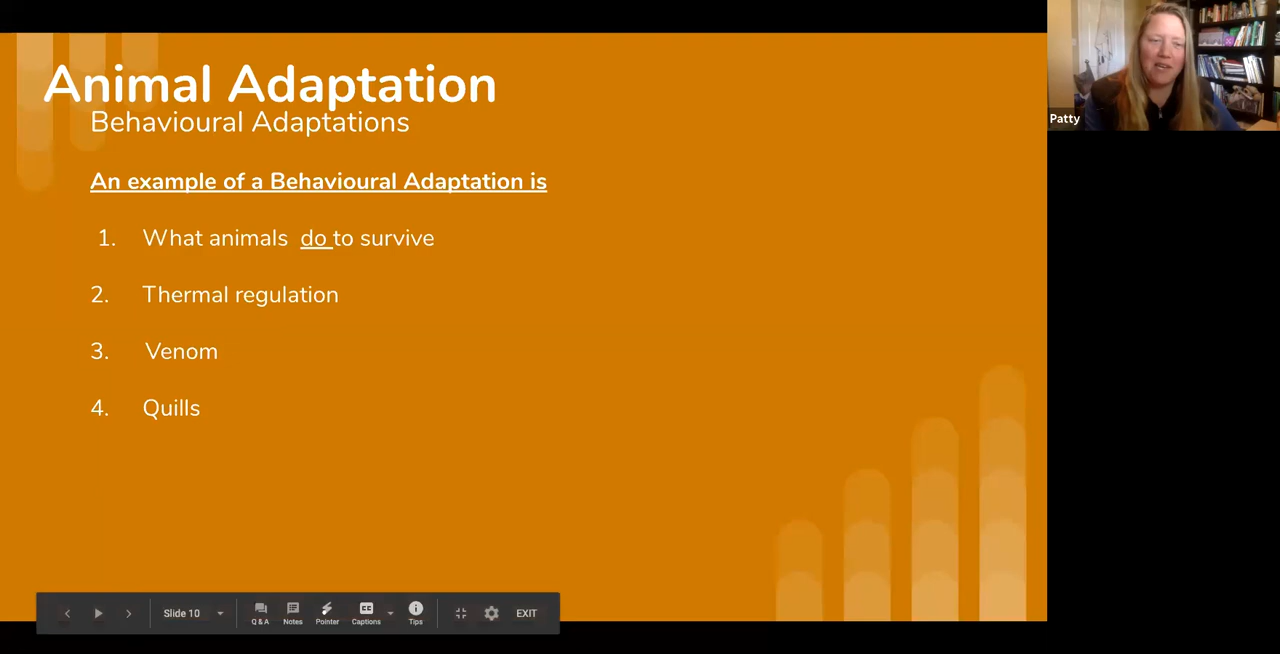 Animal Adaptation
Behavioural Adaptations
An example of a Behavioural Adaptation is
1. What animals do to survive
2. Thermal regulation
3. Venom
4. Quills
Patty
Slide 10
Q & A
Notes
Pointer
CC
Captions
Tips
EXIT